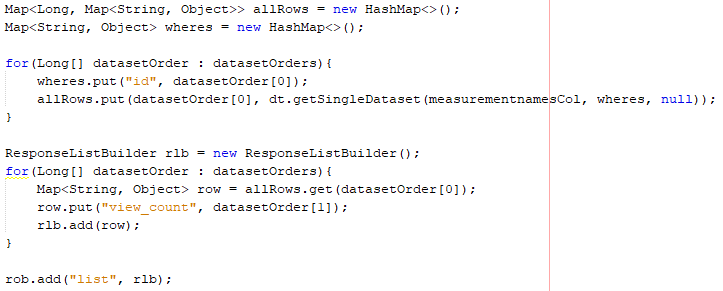 Map<Long, Map<String, Object>> allRows = new HashMap<>();
Map<String, Object> wheres = new HashMap<>();
for(Long[] datasetOrder : datasetOrders){
wheres.put("id", datasetOrder[0]);
allRows.put(datasetOrder[0], dt.getSingleDataset(measurementnamesCol, wheres, null));
}
ResponseListBuilder rlb = new ResponseListBuilder();
for(Long[] datasetOrder : datasetOrders){
Map<String, Object> row = allRows.get(datasetOrder[0]);
row.put("view_count", datasetOrder[1]);
rlb.add(row);
}
rob.add("list", rlb);